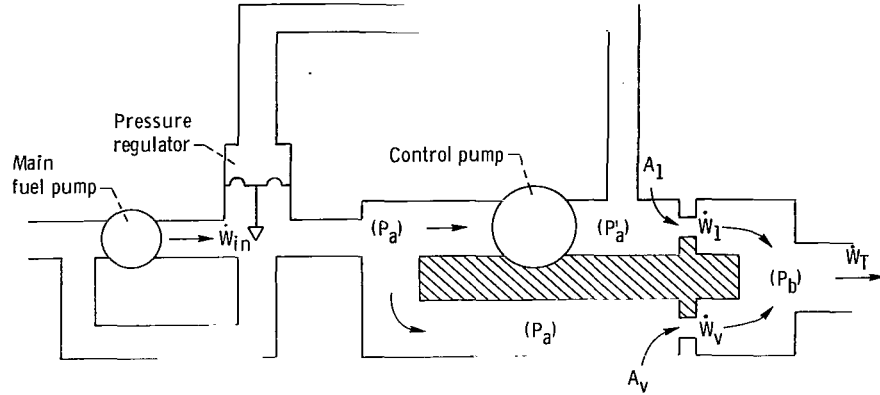 Pressure
regulator
Main
fuel pump
Control pump
A1
Ẇin
(Pa)
(P'a)
Ẇ1
ẆT
(Pb)
(Pa)
Ẇv
Av